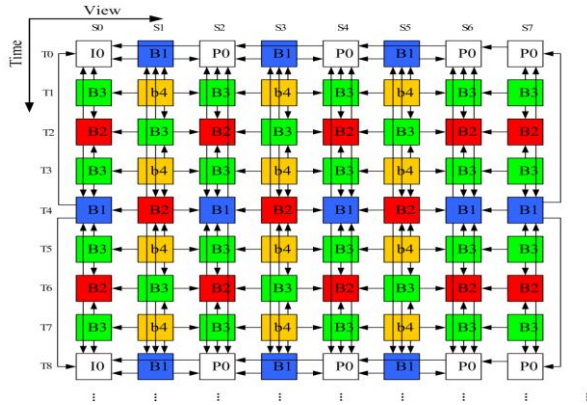 View
Time
S0 S1 S2 S3 S4 S5 S6 S7
T0 I0 B1 P0 B1 P0 B1 P0 P0
T1 B3 b4 B3 b4 B3 b4 B3 B3
T2 B2 B3 B2 B3 B2 B3 B2 B2
T3 B3 b4 B3 b4 B3 b4 B3 B3
T4 B1 B2 B1 B2 B1 B2 B1 B1
T5 B3 b4 B3 b4 B3 b4 B3 B3
T6 B2 B3 B2 B3 B2 B3 B2 B2
T7 B3 b4 B3 b4 B3 b4 B3 B3
T8 I0 B1 P0 B1 P0 B1 P0 P0